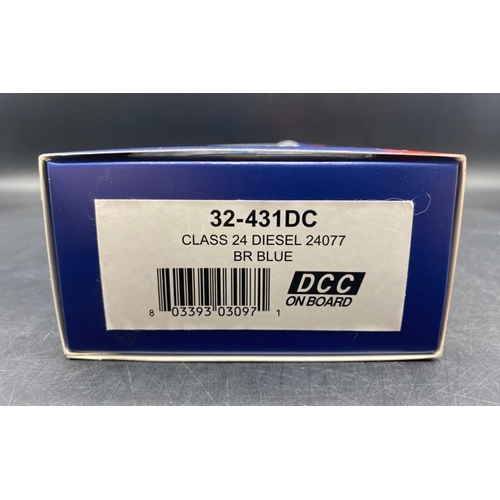 32-431DC
CLASS 24 DIESEL 24077
BR BLUE
DCC
ON BOARD
8 03393 03097 1